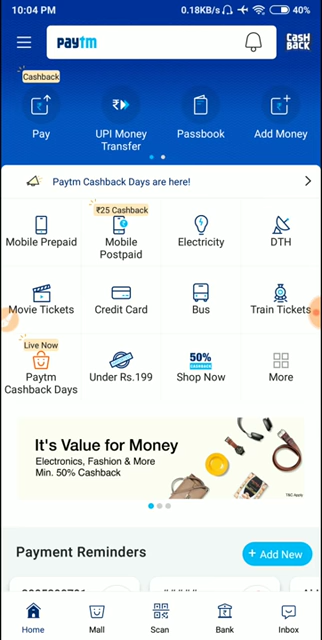 10:04 PM
0.18KB/s
40%
paytm
CASH
BACK
Cashback
Pay
UPI Money
Transfer
Passbook
Add Money
Paytm Cashback Days are here!
₹25 Cashback
Mobile Prepaid
Mobile
Postpaid
Electricity
DTH
Movie Tickets
Credit Card
Bus
Train Tickets
Live Now
50%
CASHBACK
Paytm
Cashback Days
Under Rs.199
Shop Now
More
It's Value for Money
Electronics, Fashion & More
Min. 50% Cashback
T&C Apply
Payment Reminders
+ Add New
Home
Mall
Scan
Bank
Inbox